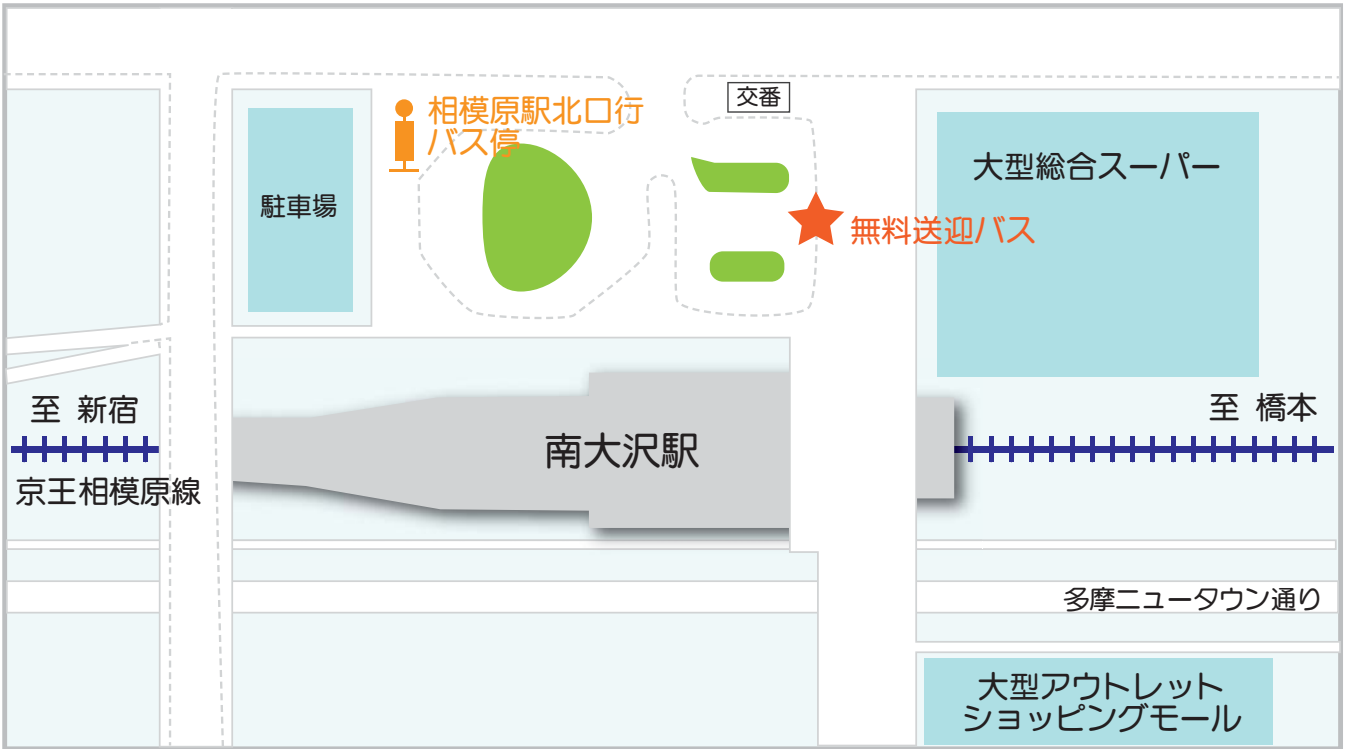 交番
相模原駅北口行
バス停
大型総合スーパー
駐車場
無料送迎バス
至 新宿
至 橋本
南大沢駅
京王相模原線
多摩ニュータウン通り
大型アウトレット
ショッピングモール